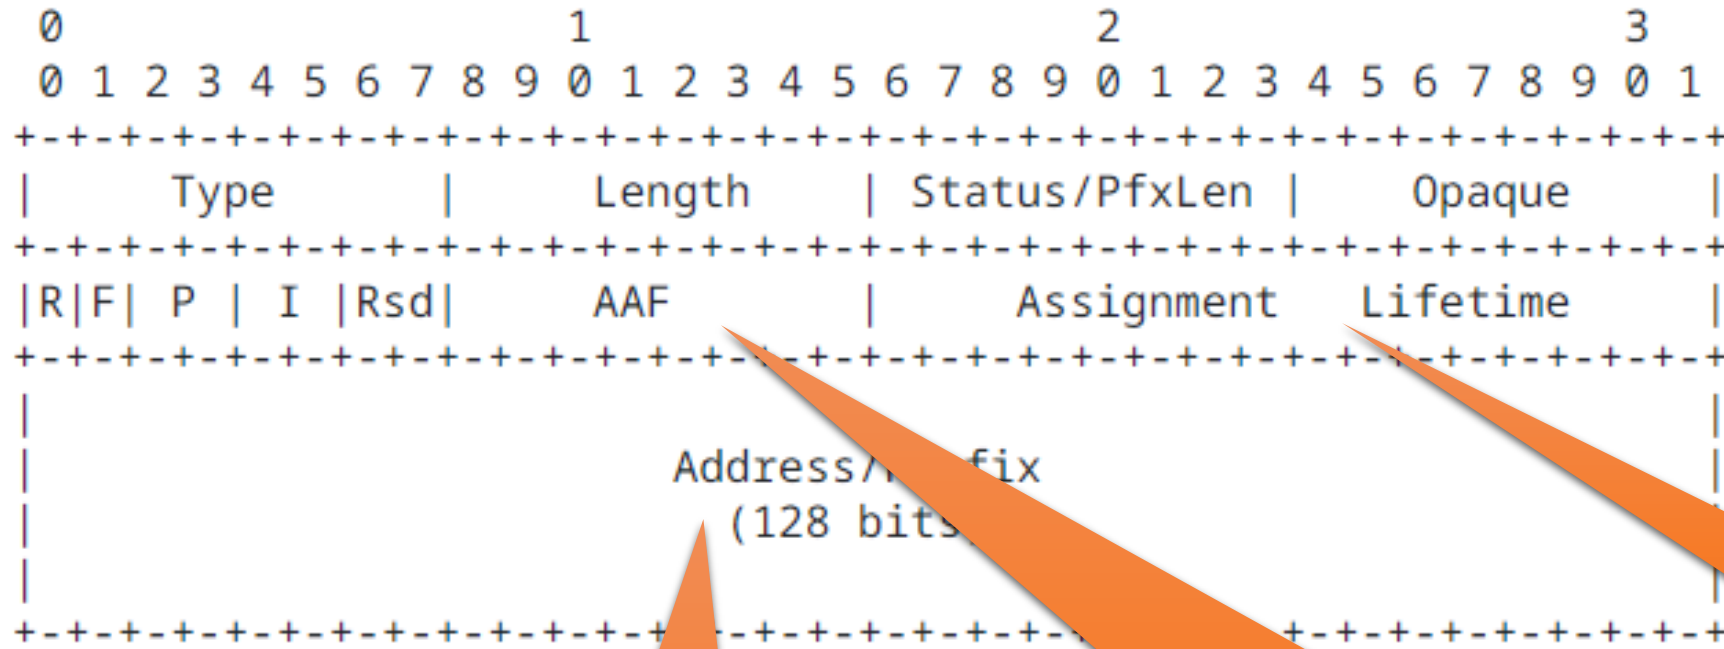 0 1 2 3
0 1 2 3 4 5 6 7 8 9 0 1 2 3 4 5 6 7 8 9 0 1 2 3 4 5 6 7 8 9 0 1
+-+-+-+-+-+-+-+-+-+-+-+-+-+-+-+-+-+-+-+-+-+-+-+-+-+-+-+-+-+-+-+-+
| Type | Length | Status/PfxLen | Opaque |
+-+-+-+-+-+-+-+-+-+-+-+-+-+-+-+-+-+-+-+-+-+-+-+-+-+-+-+-+-+-+-+-+
|R|F| P | I |Rsd| AAF | Assignment Lifetime |
+-+-+-+-+-+-+-+-+-+-+-+-+-+-+-+-+-+-+-+-+-+-+-+-+-+-+-+-+-+-+-+-+
| |
| Address/ fix |
| (128 bits |
| |
+-+-+-+-+-+-+-+-+-+-+-+-+ -+-+-+-+-+-+-+- +-+-+-+-+-+-+-+-+